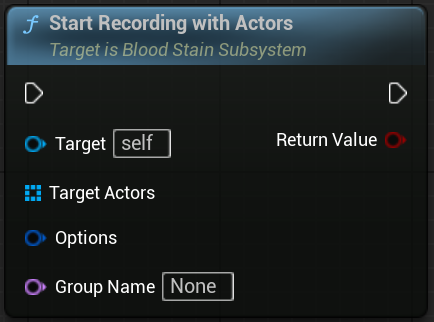 f Start Recording with Actors
Target is Blood Stain Subsystem
Target self Return Value
Target Actors
Options
Group Name None